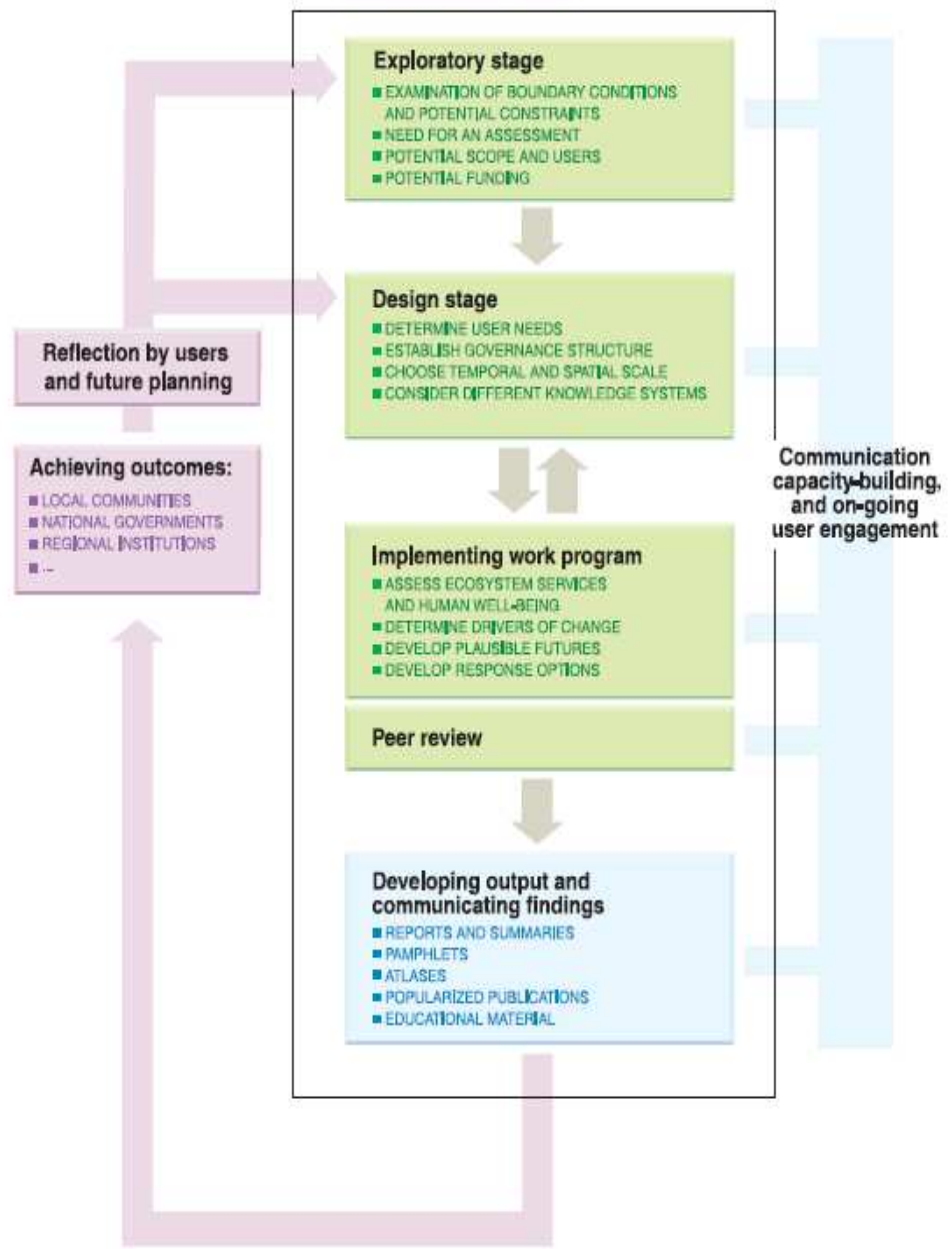 Exploratory stage
■ EXAMINATION OF BOUNDARY CONDITIONS
AND POTENTIAL CONSTRAINTS
■ NEED FOR AN ASSESSMENT
■ POTENTIAL SCOPE AND USERS
■ POTENTIAL FUNDING
Design stage
■ DETERMINE USER NEEDS
■ ESTABLISH GOVERNANCE STRUCTURE
■ CHOOSE TEMPORAL AND SPATIAL SCALE
■ CONSIDER DIFFERENT KNOWLEDGE SYSTEMS
Reflection by users
and future planning
Achieving outcomes:
■ LOCAL COMMUNITIES
■ NATIONAL GOVERNMENTS
■ REGIONAL INSTITUTIONS
■ ...
Communication
capacity-building,
and on-going
user engagement
Implementing work program
■ ASSESS ECOSYSTEM SERVICES
AND HUMAN WELL-BEING
■ DETERMINE DRIVERS OF CHANGE
■ DEVELOP PLAUSIBLE FUTURES
■ DEVELOP RESPONSE OPTIONS
Peer review
Developing output and
communicating findings
■ REPORTS AND SUMMARIES
■ PAMPHLETS
■ ATLASES
■ POPULARIZED PUBLICATIONS
■ EDUCATIONAL MATERIAL